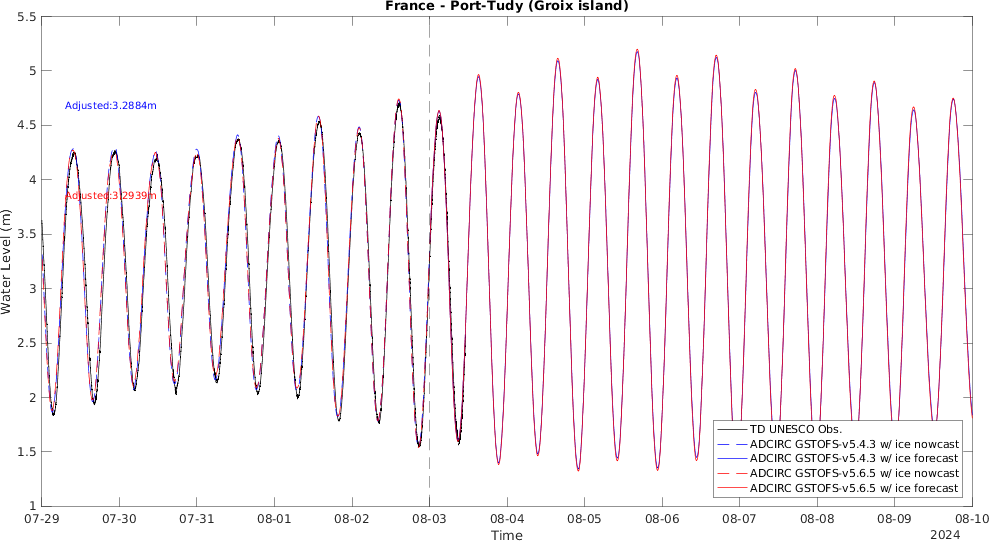 France - Port-Tudy (Groix island)
5.5
5
4.5
4
3.5
3
2.5
2
1.5
1
Water Level (m)
Adjusted:3.2884m
Adjusted:3.2939m
TD UNESCO Obs.
ADCIRC GSTOFS-v5.4.3 w/ ice nowcast
ADCIRC GSTOFS-v5.4.3 w/ ice forecast
ADCIRC GSTOFS-v5.6.5 w/ ice nowcast
ADCIRC GSTOFS-v5.6.5 w/ ice forecast
07-29 07-30 07-31 08-01 08-02 08-03 08-04 08-05 08-06 08-07 08-08 08-09 08-10
Time
2024